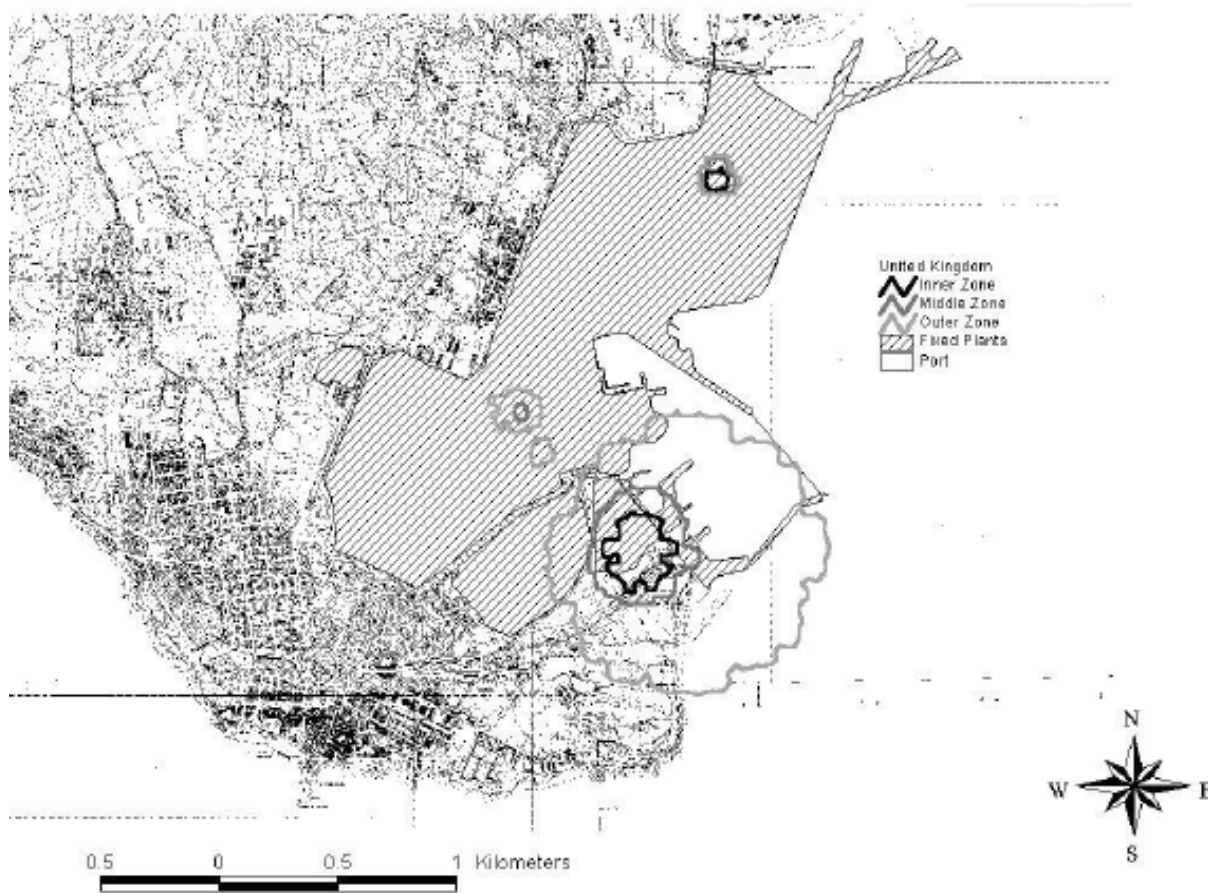 United Kingdom
Inner Zone
Middle Zone
Outer Zone
Fixed Plants
Port
N
W E
S
0.5 0 0.5 1 Kilometers